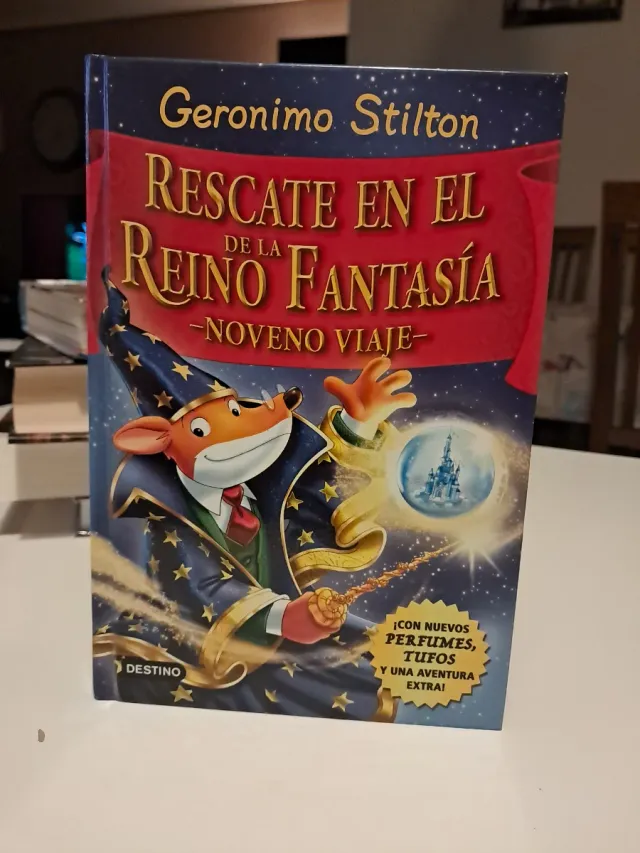 Geronimo Stilton
RESCATE EN EL
REINO DE LA FANTASÍA
–NOVENO VIAJE–
¡CON NUEVOS
PERFUMES,
TUFOS
Y UNA AVENTURA
EXTRA!
DESTINO